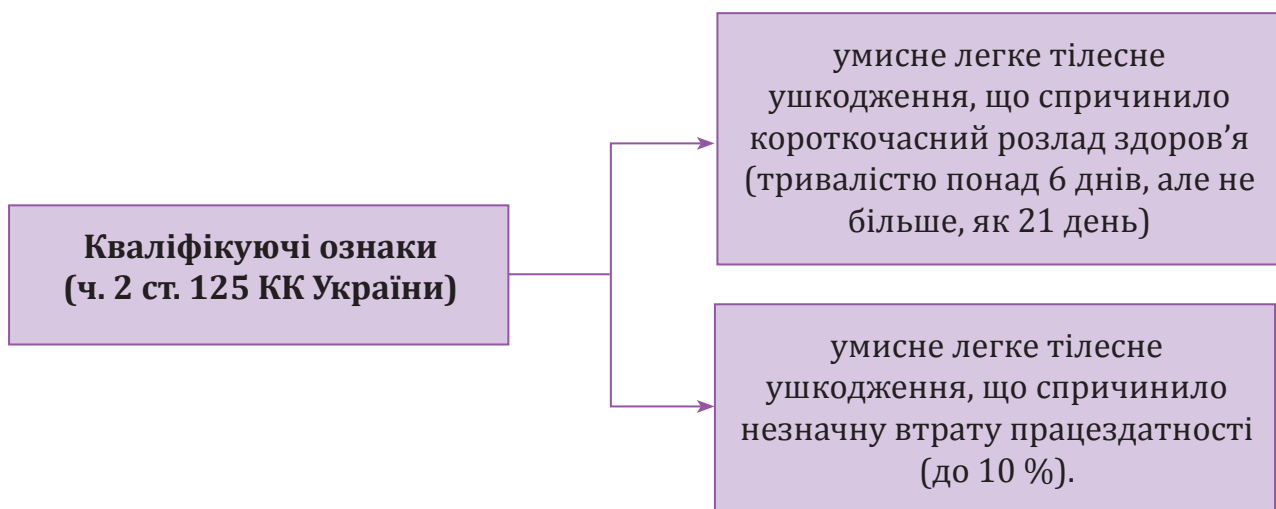 Кваліфікуючі ознаки
(ч. 2 ст. 125 КК України)
умисне легке тілесне
ушкодження, що спричинило
короткочасний розлад здоров’я
(тривалістю понад 6 днів, але не
більше, як 21 день)
умисне легке тілесне
ушкодження, що спричинило
незначну втрату працездатності
(до 10 %).